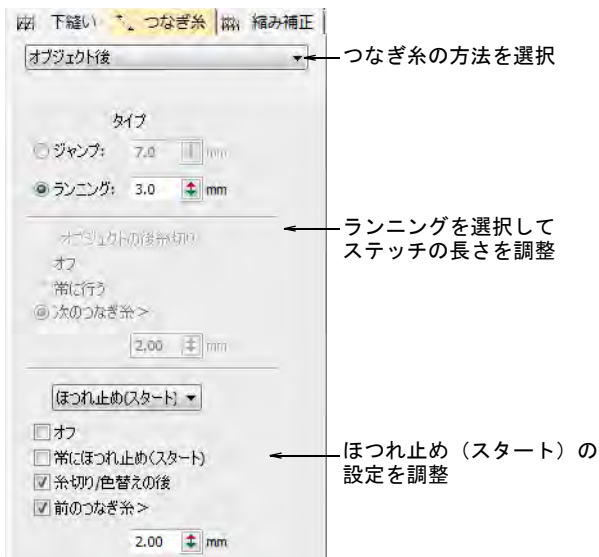 下縫い つなぎ糸 縮み補正
オブジェクト後
つなぎ糸の方法を選択
タイプ
ジャンプ: 7.0 mm
ランニング: 3.0 mm
ランニングを選択して
ステッチの長さを調整
オブジェクトの後糸切り
オフ
常に行う
次のつなぎ糸 >
2.00 mm
ほつれ止め(スタート)
オフ
常にほつれ止め(スタート)
糸切り/色替えの後
前のつなぎ糸 >
2.00 mm
ほつれ止め（スタート）の
設定を調整